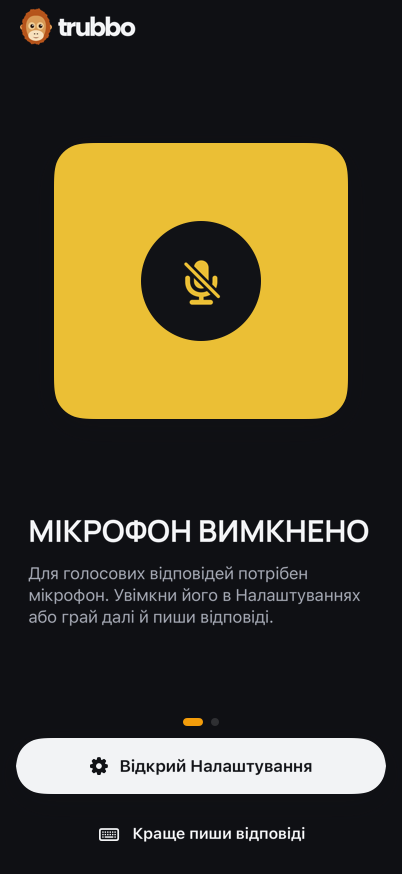 trubbo
МІКРОФОН ВИМКНЕНО
Для голосових відповідей потрібен
мікрофон. Увімкни його в Налаштуваннях
або грай далі й пиши відповіді.
Відкрий Налаштування
Краще пиши відповіді